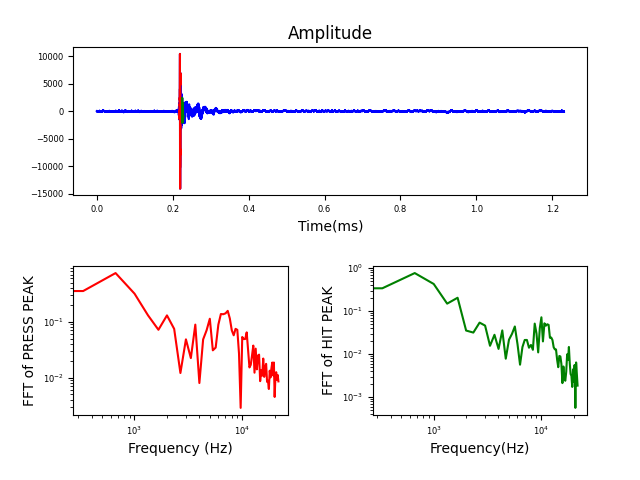 Amplitude
10000
5000
0
−5000
−10000
−15000
0.0 0.2 0.4 0.6 0.8 1.0 1.2
Time(ms)
FFT of PRESS PEAK
10⁻¹
10⁻²
10³ 10⁴
Frequency (Hz)
FFT of HIT PEAK
10⁰
10⁻¹
10⁻²
10⁻³
10³ 10⁴
Frequency(Hz)